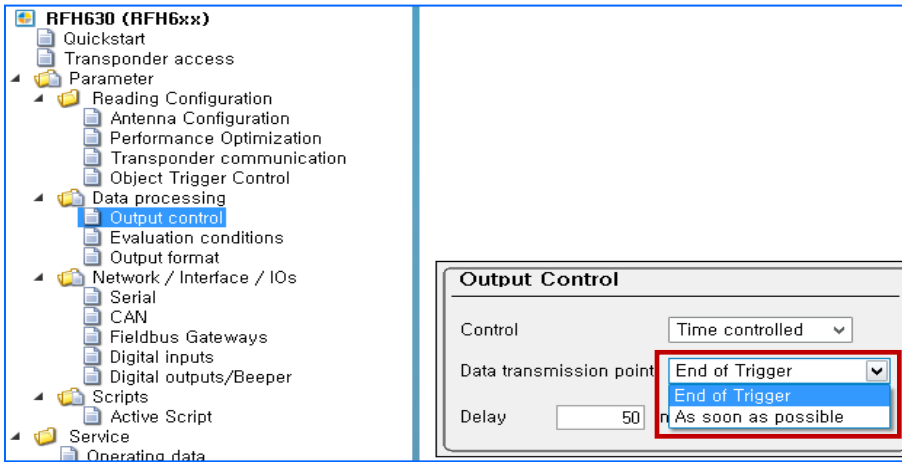 RFH630 (RFH6xx)
Quickstart
Transponder access
Parameter
Reading Configuration
Antenna Configuration
Performance Optimization
Transponder communication
Object Trigger Control
Data processing
Output control
Evaluation conditions
Output format
Network / Interface / IOs
Serial
CAN
Fieldbus Gateways
Digital inputs
Digital outputs/Beeper
Scripts
Active Script
Service
Operating data
Output Control
Control Time controlled
Data transmission point End of Trigger
End of Trigger
Delay 50 As soon as possible